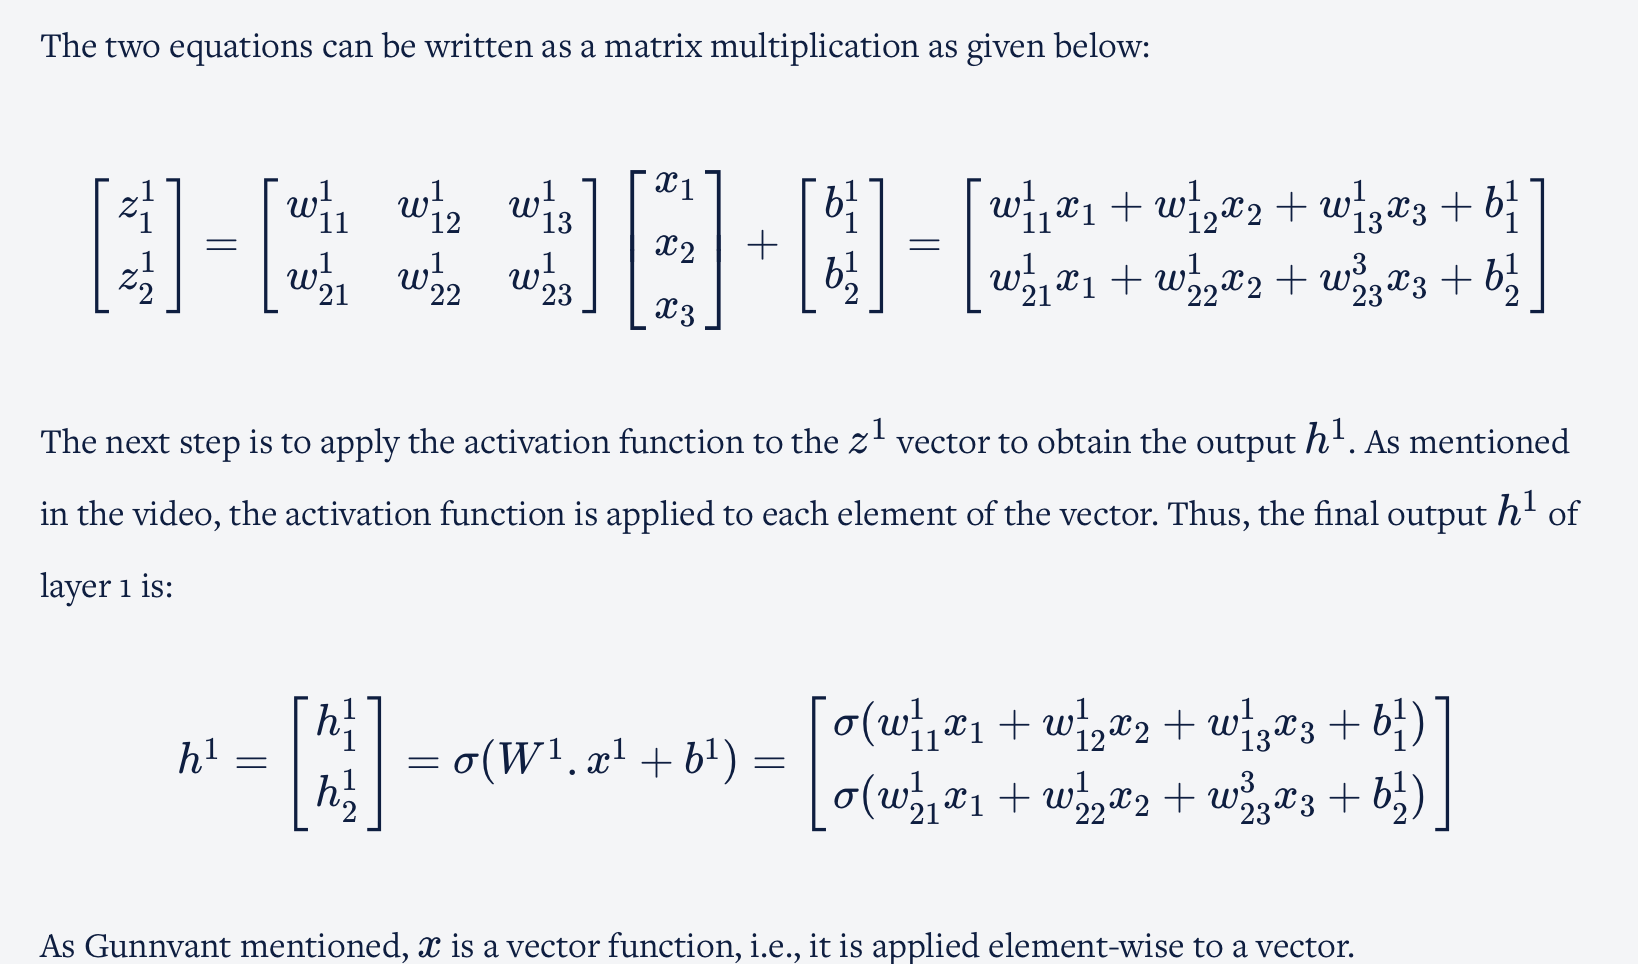 The two equations can be written as a matrix multiplication as given below:
$$\begin{bmatrix} z_1^1 \\ z_2^1 \end{bmatrix} = \begin{bmatrix} w_{11}^1 & w_{12}^1 & w_{13}^1 \\ w_{21}^1 & w_{22}^1 & w_{23}^1 \end{bmatrix} \begin{bmatrix} x_1 \\ x_2 \\ x_3 \end{bmatrix} + \begin{bmatrix} b_1^1 \\ b_2^1 \end{bmatrix} = \begin{bmatrix} w_{11}^1 x_1 + w_{12}^1 x_2 + w_{13}^1 x_3 + b_1^1 \\ w_{21}^1 x_1 + w_{22}^1 x_2 + w_{23}^3 x_3 + b_2^1 \end{bmatrix}$$
The next step is to apply the activation function to the $z^1$ vector to obtain the output $h^1$. As mentioned
in the video, the activation function is applied to each element of the vector. Thus, the final output $h^1$ of
layer 1 is:
$$h^1 = \begin{bmatrix} h_1^1 \\ h_2^1 \end{bmatrix} = \sigma(W^1 . x^1 + b^1) = \begin{bmatrix} \sigma(w_{11}^1 x_1 + w_{12}^1 x_2 + w_{13}^1 x_3 + b_1^1) \\ \sigma(w_{21}^1 x_1 + w_{22}^1 x_2 + w_{23}^3 x_3 + b_2^1) \end{bmatrix}$$
As Gunnvant mentioned, $x$ is a vector function, i.e., it is applied element-wise to a vector.